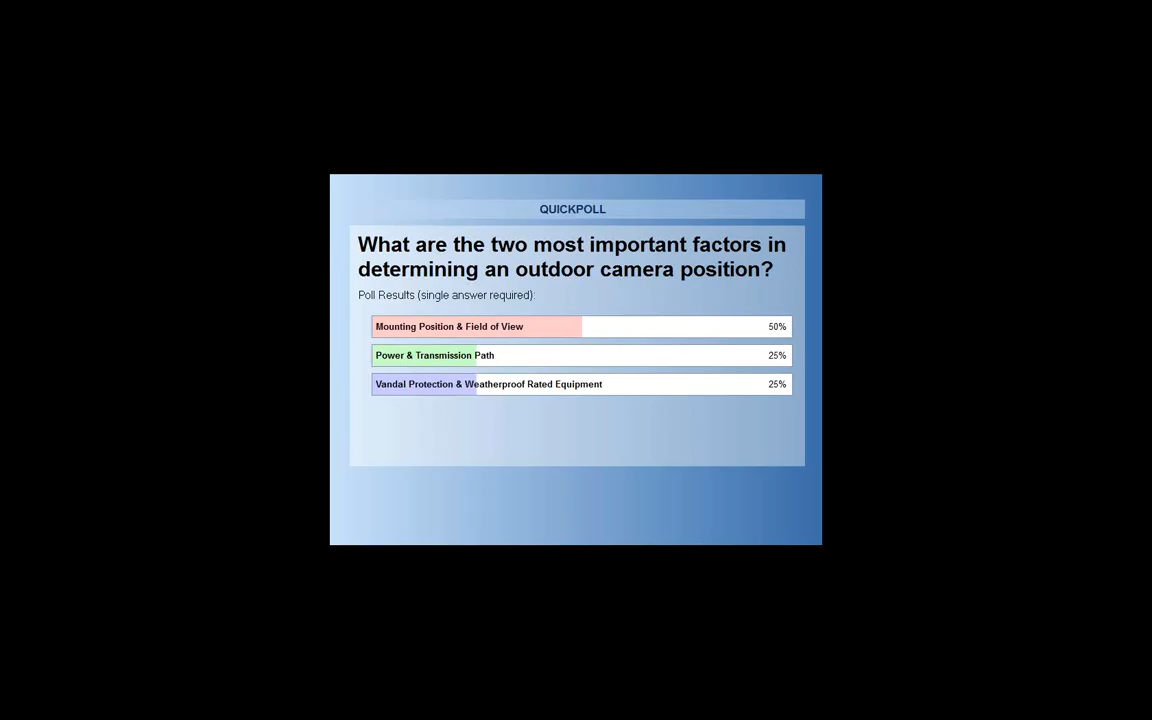 QUICKPOLL
What are the two most important factors in
determining an outdoor camera position?
Poll Results (single answer required):
Mounting Position & Field of View 50%
Power & Transmission Path 25%
Vandal Protection & Weatherproof Rated Equipment 25%